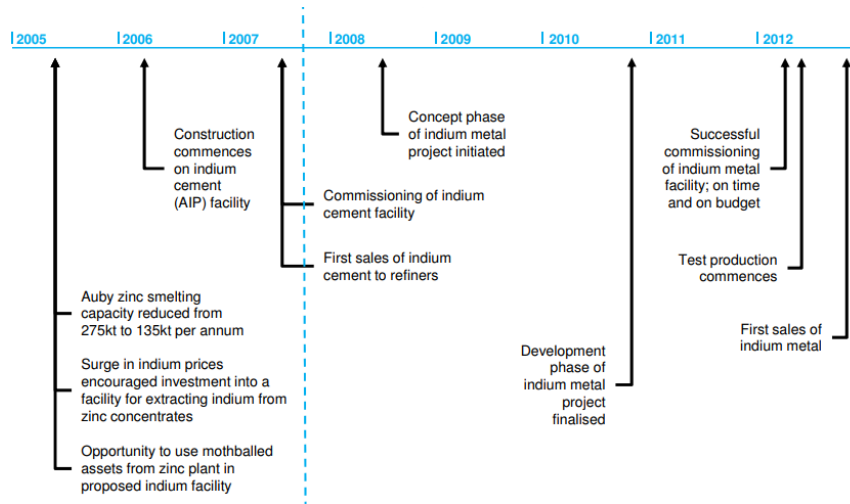 2005
2006
2007
2008
2009
2010
2011
2012
Construction
commences
on indium
cement
(AIP) facility
Concept phase
of indium metal
project initiated
Successful
commissioning
of indium metal
facility; on time
and on budget
Commissioning of indium
cement facility
First sales of indium
cement to refiners
Test production
commences
Auby zinc smelting
capacity reduced from
275kt to 135kt per annum
First sales of
indium metal
Surge in indium prices
encouraged investment into a
facility for extracting indium from
zinc concentrates
Development
phase of
indium metal
project
finalised
Opportunity to use mothballed
assets from zinc plant in
proposed indium facility